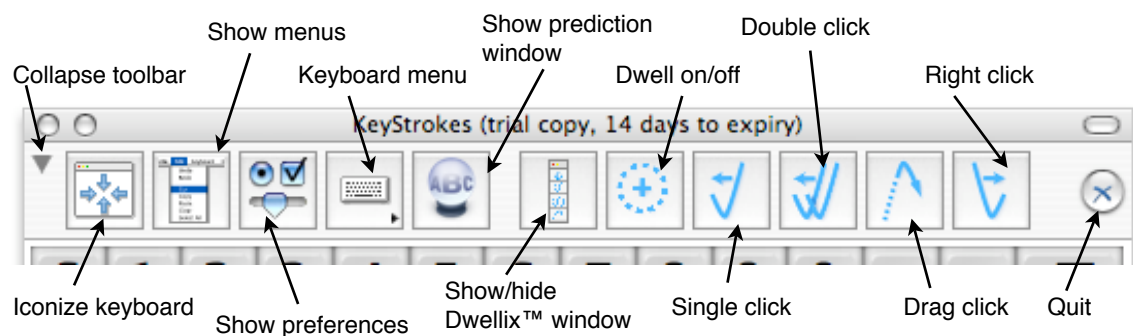 Show menus
Show prediction
window
Double click
Collapse toolbar
Keyboard menu
Dwell on/off
Right click
KeyStrokes (trial copy, 14 days to expiry)
ABC
Iconize keyboard
Show preferences
Show/hide
Dwellix™ window
Single click
Drag click
Quit